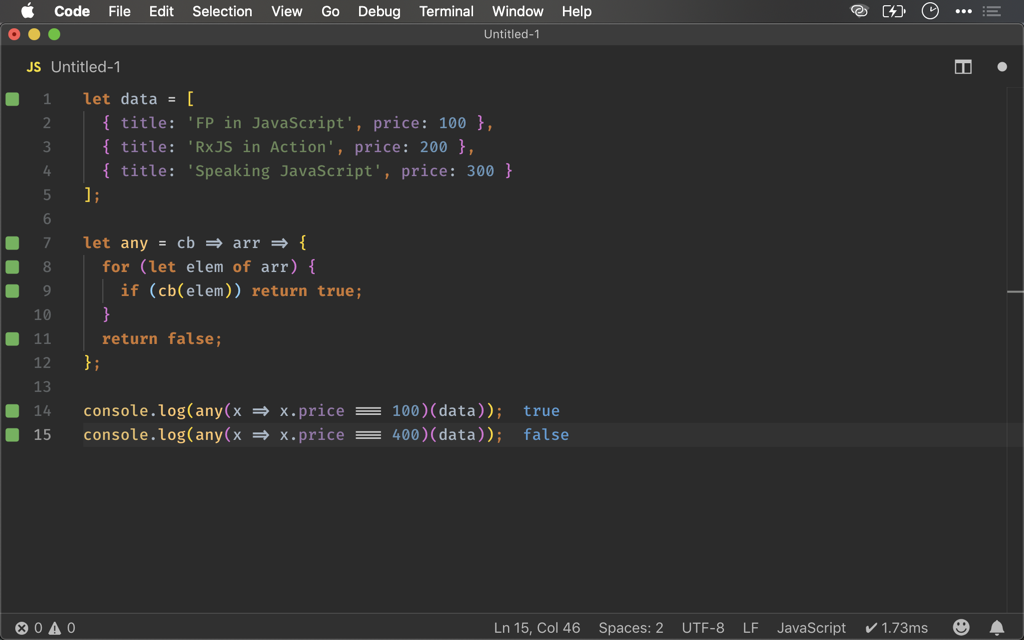 Code File Edit Selection View Go Debug Terminal Window Help
Untitled-1
JS Untitled-1
1 let data = [
2 { title: 'FP in JavaScript', price: 100 },
3 { title: 'RxJS in Action', price: 200 },
4 { title: 'Speaking JavaScript', price: 300 }
5 ];
6
7 let any = cb => arr => {
8 for (let elem of arr) {
9 if (cb(elem)) return true;
10 }
11 return false;
12 };
13
14 console.log(any(x => x.price === 100)(data)); true
15 console.log(any(x => x.price === 400)(data)); false
0 0 Ln 15, Col 46 Spaces: 2 UTF-8 LF JavaScript ✔ 1.73ms